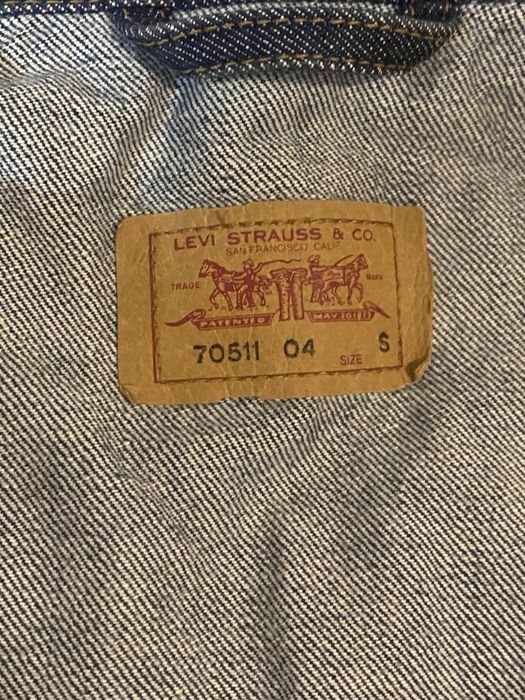 LEVI STRAUSS & CO.
SAN FRANCISCO CALIF.
TRADE MARK
PATENTED MAY 20 1873
70511 04 SIZE S